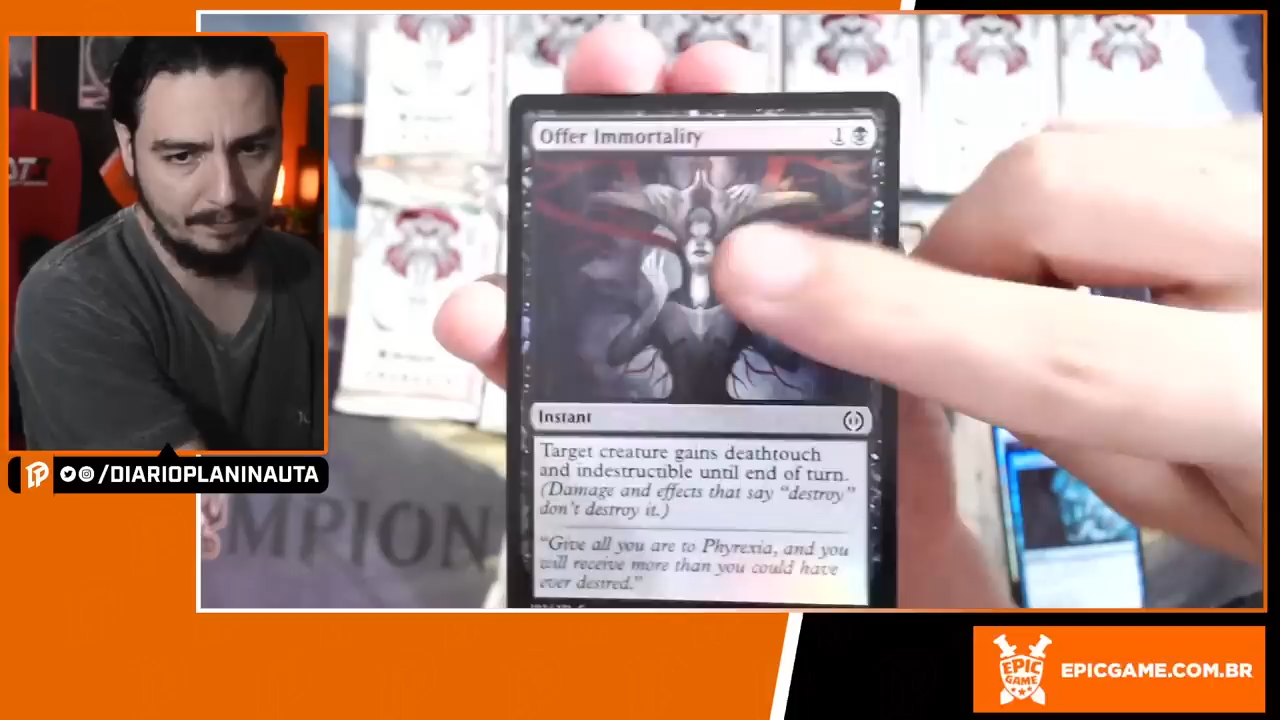 Offer Immortality 1
Instant
Target creature gains deathtouch
and indestructible until end of turn.
(Damage and effects that say "destroy"
don't destroy it.)
"Give all you are to Phyrexia, and you
will receive more than you could have
ever desired."
MPION
/DIARIOPLANINAUTA
EPIC
GAME
EPICGAME.COM.BR